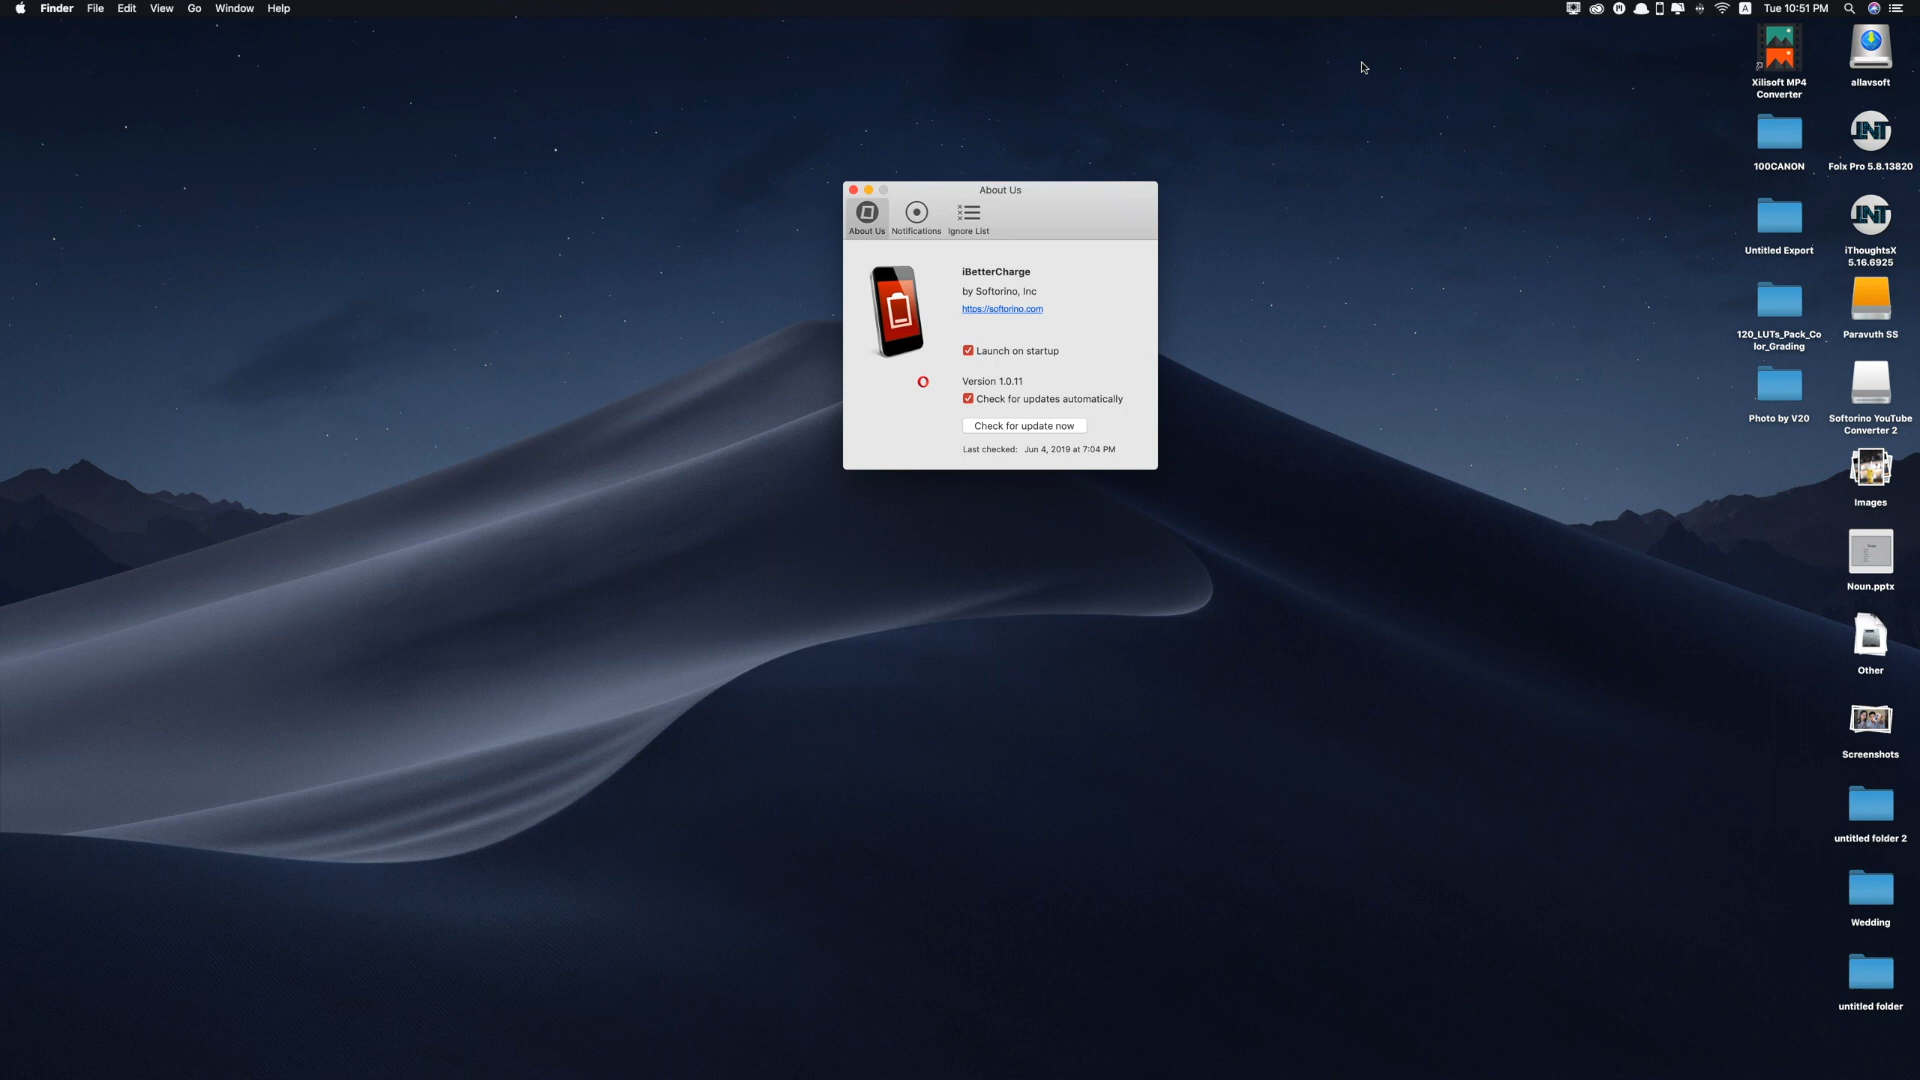 Finder File Edit View Go Window Help
A Tue 10:51 PM
About Us
About Us Notifications Ignore List
iBetterCharge
by Softorino, Inc
https://softorino.com
Launch on startup
Version 1.0.11
Check for updates automatically
Check for update now
Last checked: Jun 4, 2019 at 7:04 PM
Xilisoft MP4
Converter
allavsoft
100CANON
Folx Pro 5.8.13820
Untitled Export
iThoughtsX
5.16.6925
120_LUTs_Pack_Co
lor_Grading
Paravuth SS
Photo by V20
Softorino YouTube
Converter 2
Images
Noun.pptx
Other
Screenshots
untitled folder 2
Wedding
untitled folder